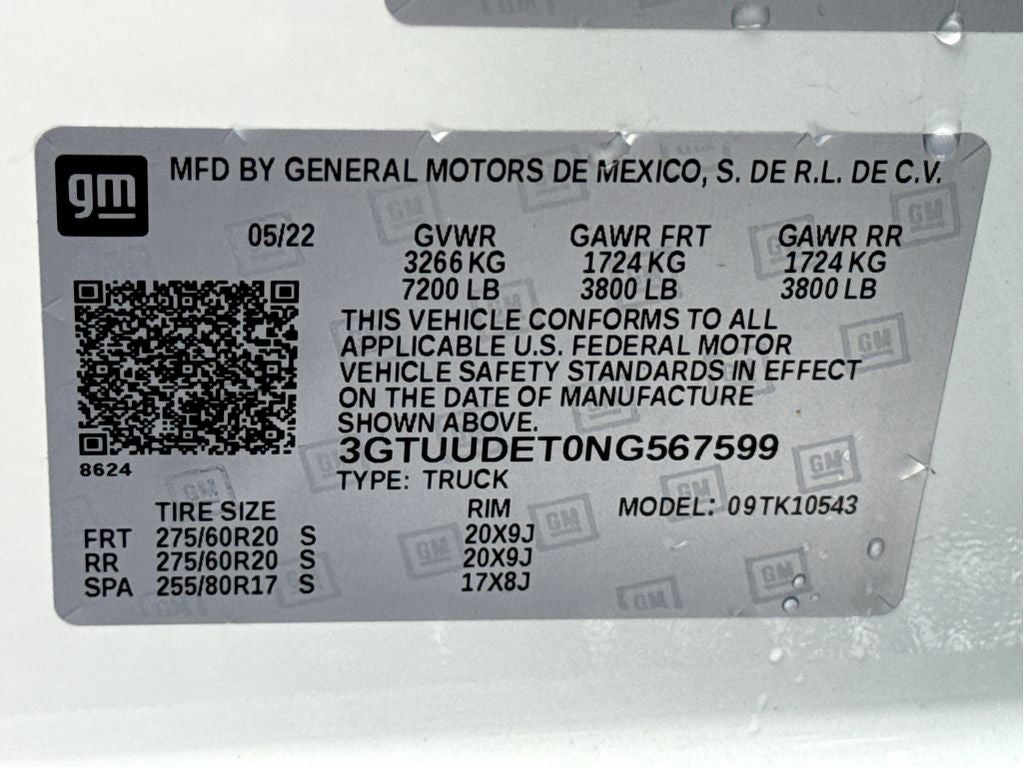 gm
MFD BY GENERAL MOTORS DE MEXICO, S. DE R.L. DE C.V.
05/22 GVWR GAWR FRT GAWR RR
3266 KG 1724 KG 1724 KG
7200 LB 3800 LB 3800 LB
THIS VEHICLE CONFORMS TO ALL
APPLICABLE U.S. FEDERAL MOTOR
VEHICLE SAFETY STANDARDS IN EFFECT
ON THE DATE OF MANUFACTURE
SHOWN ABOVE.
3GTUUDET0NG567599
8624
TYPE: TRUCK
TIRE SIZE RIM MODEL: 09TK10543
FRT 275/60R20 S 20X9J
RR 275/60R20 S 20X9J
SPA 255/80R17 S 17X8J